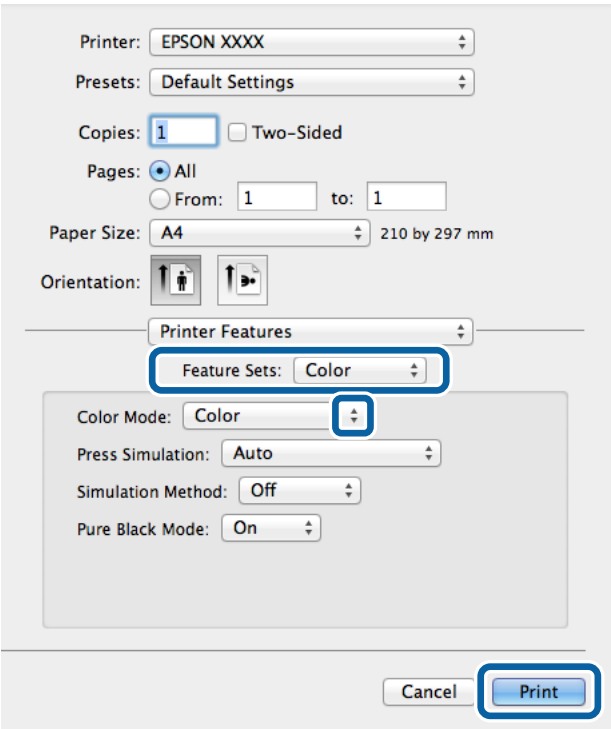 Printer: EPSON XXXX
Presets: Default Settings
Copies: 1 Two-Sided
Pages: All
From: 1 to: 1
Paper Size: A4 210 by 297 mm
Orientation:
Printer Features
Feature Sets: Color
Color Mode: Color
Press Simulation: Auto
Simulation Method: Off
Pure Black Mode: On
Cancel Print